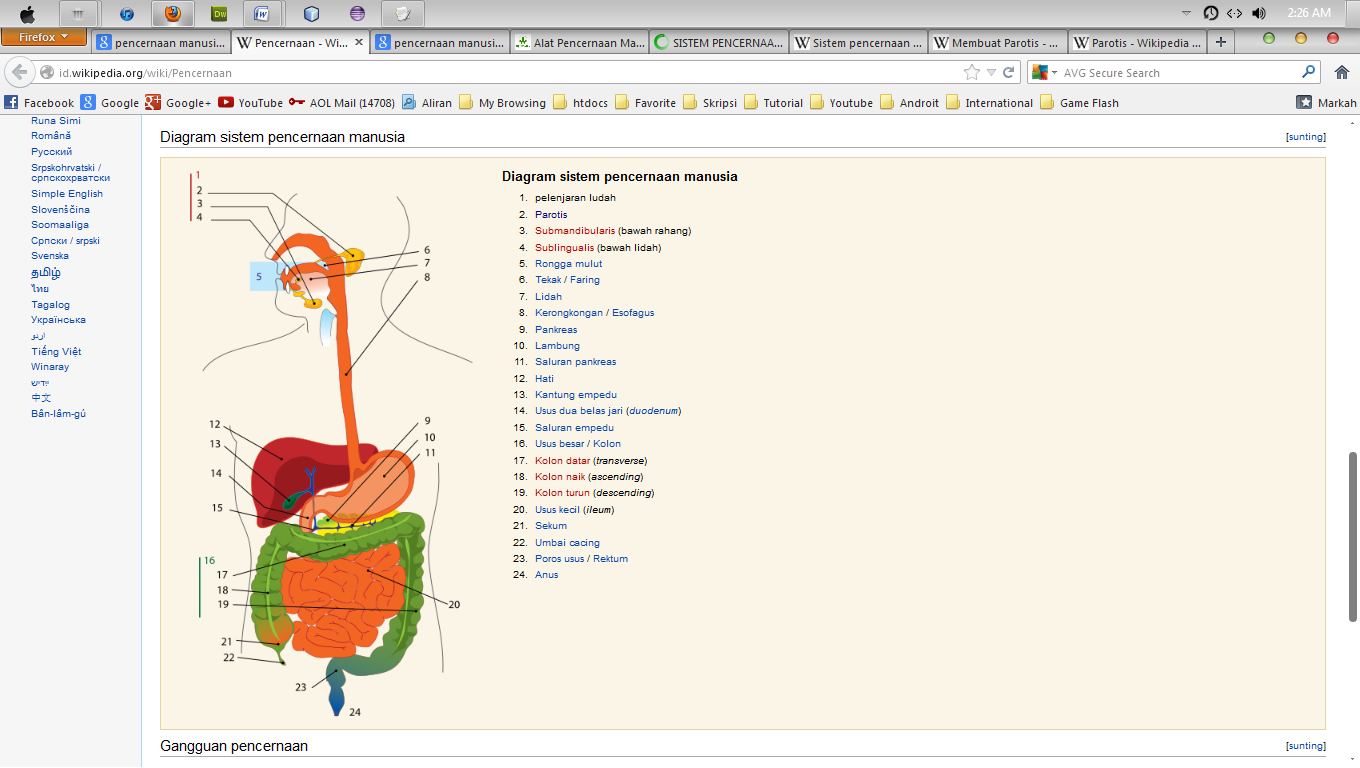 2:26 AM
Firefox
pencernaan manusi...
Pencernaan - Wi...
pencernaan manusi...
Alat Pencernaan Ma...
SISTEM PENCERNAA...
Sistem pencernaan ...
Membuat Parotis - ...
Parotis - Wikipedia ...
id.wikipedia.org/wiki/Pencernaan
AVG Secure Search
Facebook
Google
Google+
YouTube
AOL Mail (14708)
Aliran
My Browsing
htdocs
Favorite
Skripsi
Tutorial
Youtube
Androit
International
Game Flash
Markah
Runa Simi
Română
Русский
Srpskohrvatski /
српскохрватски
Simple English
Slovenščina
Soomaaliga
Српски / srpski
Svenska
தமிழ்
ไทย
Tagalog
Українська
اردو
Tiếng Việt
Winaray
ייִדיש
中文
Bân-lâm-gú
Diagram sistem pencernaan manusia
[sunting]
1
2
3
4
5
6
7
8
9
10
11
12
13
14
15
16
17
18
19
20
21
22
23
24
Diagram sistem pencernaan manusia
1. pelenjaran ludah
2. Parotis
3. Submandibularis (bawah rahang)
4. Sublingualis (bawah lidah)
5. Rongga mulut
6. Tekak / Faring
7. Lidah
8. Kerongkongan / Esofagus
9. Pankreas
10. Lambung
11. Saluran pankreas
12. Hati
13. Kantung empedu
14. Usus dua belas jari (duodenum)
15. Saluran empedu
16. Usus besar / Kolon
17. Kolon datar (transverse)
18. Kolon naik (ascending)
19. Kolon turun (descending)
20. Usus kecil (ileum)
21. Sekum
22. Umbai cacing
23. Poros usus / Rektum
24. Anus
Gangguan pencernaan
[sunting]